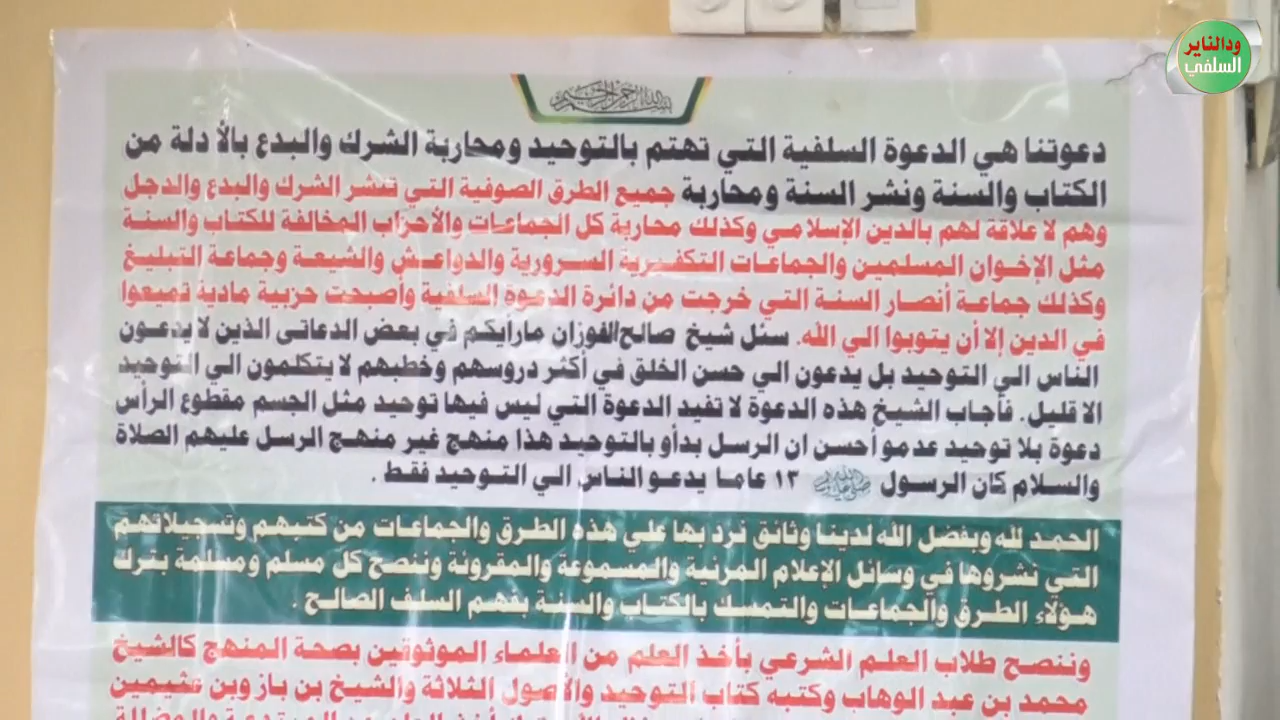 ودالناير
السلفي
بسم الله الرحمن الرحيم
دعوتنا هي الدعوة السلفية التي تهتم بالتوحيد ومحاربة الشرك والبدع بالأ دلة من
الكتاب والسنة ونشر السنة ومحاربة جميع الطرق الصوفية التي تنشر الشرك والبدع والدجل
وهم لا علاقة لهم بالدين الإسلامي وكذلك محاربة كل الجماعات والأحزاب المخالفة للكتاب والسنة
مثل الإخوان المسلمين والجماعات التكفيرية السرورية والدواعش والشيعة وجماعة التبليغ
وكذلك جماعة أنصار السنة التي خرجت من دائرة الدعوة السلفية وأصبحت حزبية مادية تميعوا
في الدين إلا أن يتوبوا الي الله. سئل شيخ صالح الفوزان مارأيكم في بعض الدعاتى الذين لا يدعون
الناس الي التوحيد بل يدعون الي حسن الخلق في أكثر دروسهم وخطبهم لا يتكلمون الي التوحيد
الا قليل. فأجاب الشيخ هذه الدعوة لا تفيد الدعوة التي ليس فيها توحيد مثل الجسم مقطوع الرأس
دعوة بلا توحيد عدمو أحسن ان الرسل بدأو بالتوحيد هذا منهج غير منهج الرسل عليهم الصلاة
والسلام كان الرسول ﷺ ١٣ عاما يدعو الناس الي التوحيد فقط .
الحمد لله وبفضل الله لدينا وثائق نرد بها علي هذه الطرق والجماعات من كتبهم وتسجيلاتهم
التي نشروها في وسائل الإعلام المرئية والمسموعة والمقرونة وننصح كل مسلم ومسلمة بترك
هؤلاء الطرق والجماعات والتمسك بالكتاب والسنة بفهم السلف الصالح .
وننصح طلاب العلم الشرعي بأخذ العلم من العلماء الموثوقين بصحة المنهج كالشيخ
محمد بن عبد الوهاب وكتبه كتاب التوحيد والأصول الثلاثة والشيخ بن باز وبن عثيمين